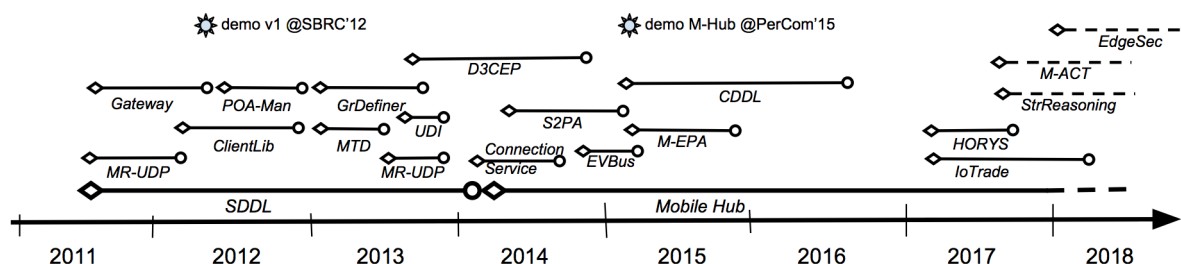 demo v1 @SBRC'12
demo M-Hub @PerCom'15
EdgeSec
D3CEP
M-ACT
Gateway
POA-Man
GrDefiner
CDDL
StrReasoning
UDI
S2PA
ClientLib
MTD
M-EPA
HORYS
MR-UDP
MR-UDP
Connection
Service
EVBus
IoTrade
SDDL
Mobile Hub
2011 2012 2013 2014 2015 2016 2017 2018